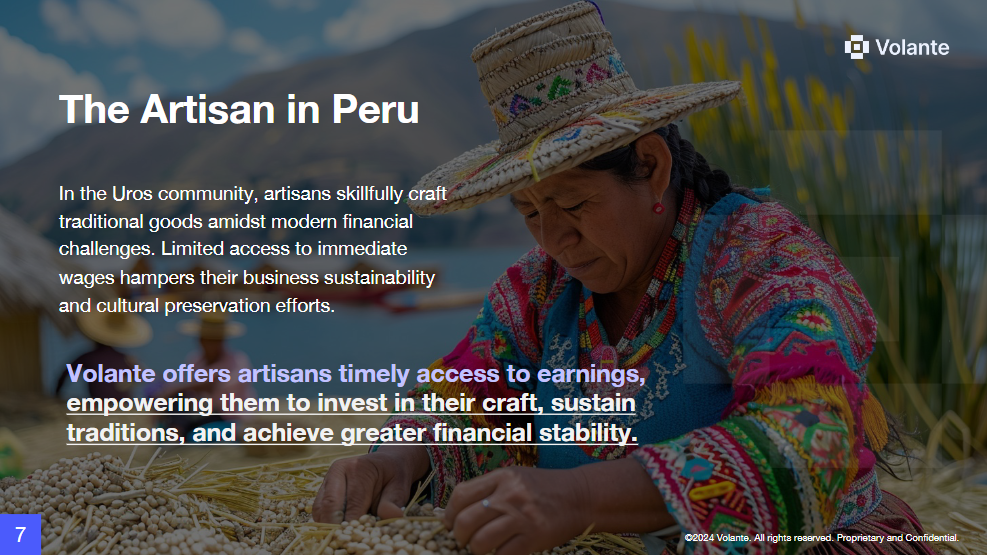 Volante
The Artisan in Peru
In the Uros community, artisans skillfully craft
traditional goods amidst modern financial
challenges. Limited access to immediate
wages hampers their business sustainability
and cultural preservation efforts.
Volante offers artisans timely access to earnings,
empowering them to invest in their craft, sustain
traditions, and achieve greater financial stability.
7
©2024 Volante. All rights reserved. Proprietary and Confidential.